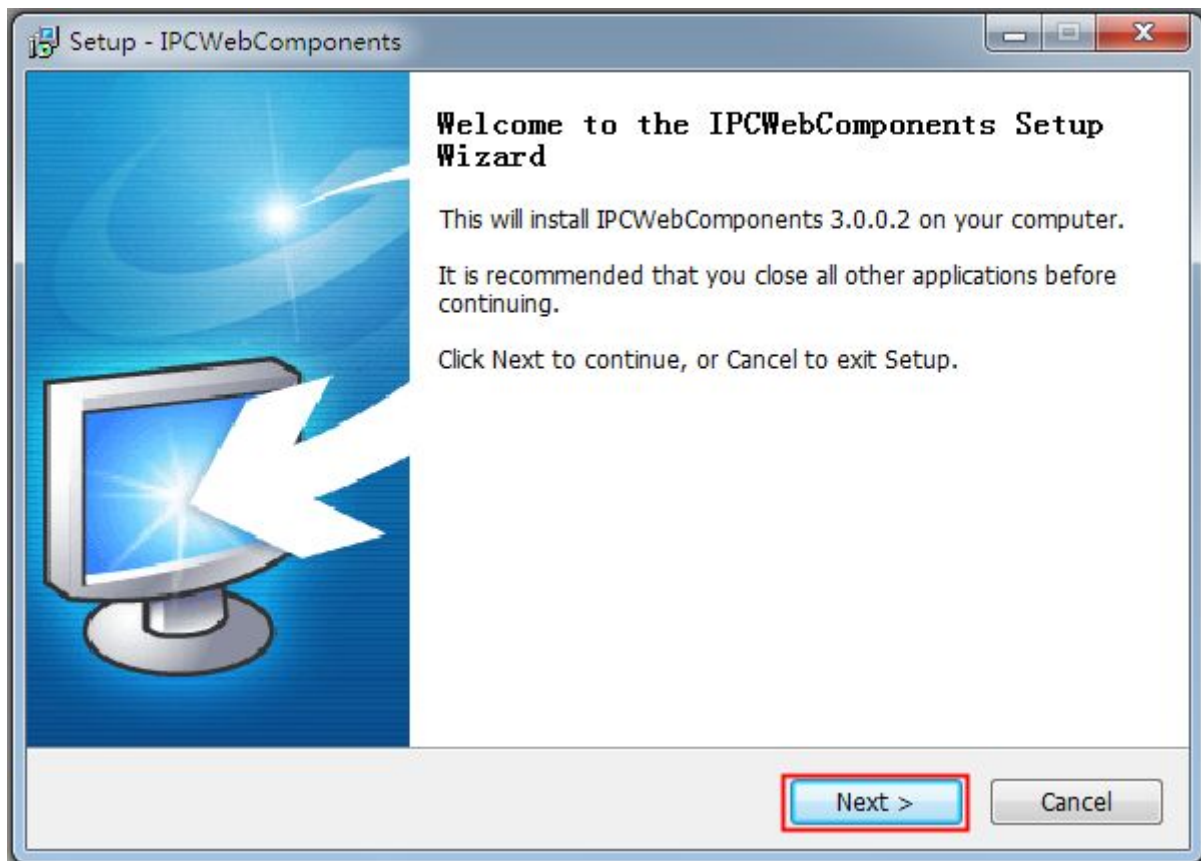 Setup - IPCWebComponents
Welcome to the IPCWebComponents Setup
Wizard
This will install IPCWebComponents 3.0.0.2 on your computer.
It is recommended that you close all other applications before
continuing.
Click Next to continue, or Cancel to exit Setup.
Next >
Cancel